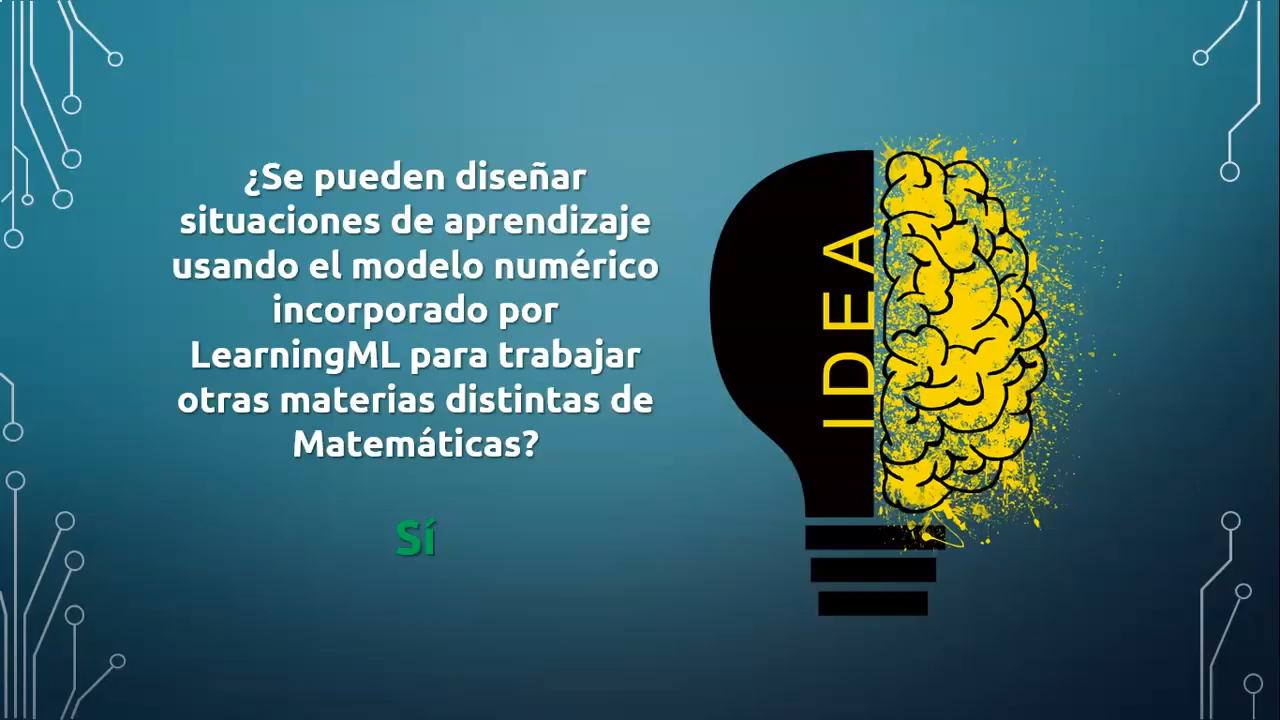 ¿Se pueden diseñar
situaciones de aprendizaje
usando el modelo numérico
incorporado por
LearningML para trabajar
otras materias distintas de
Matemáticas?
Sí
IDEA